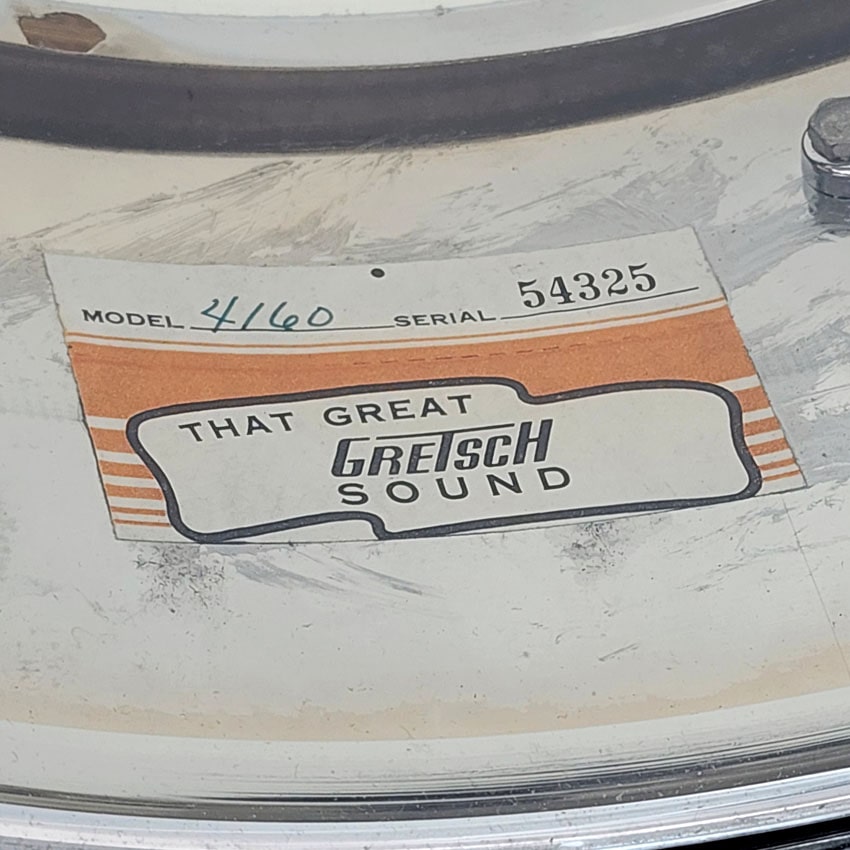 MODEL 4160 SERIAL 54325
THAT GREAT
GRETSCH
SOUND